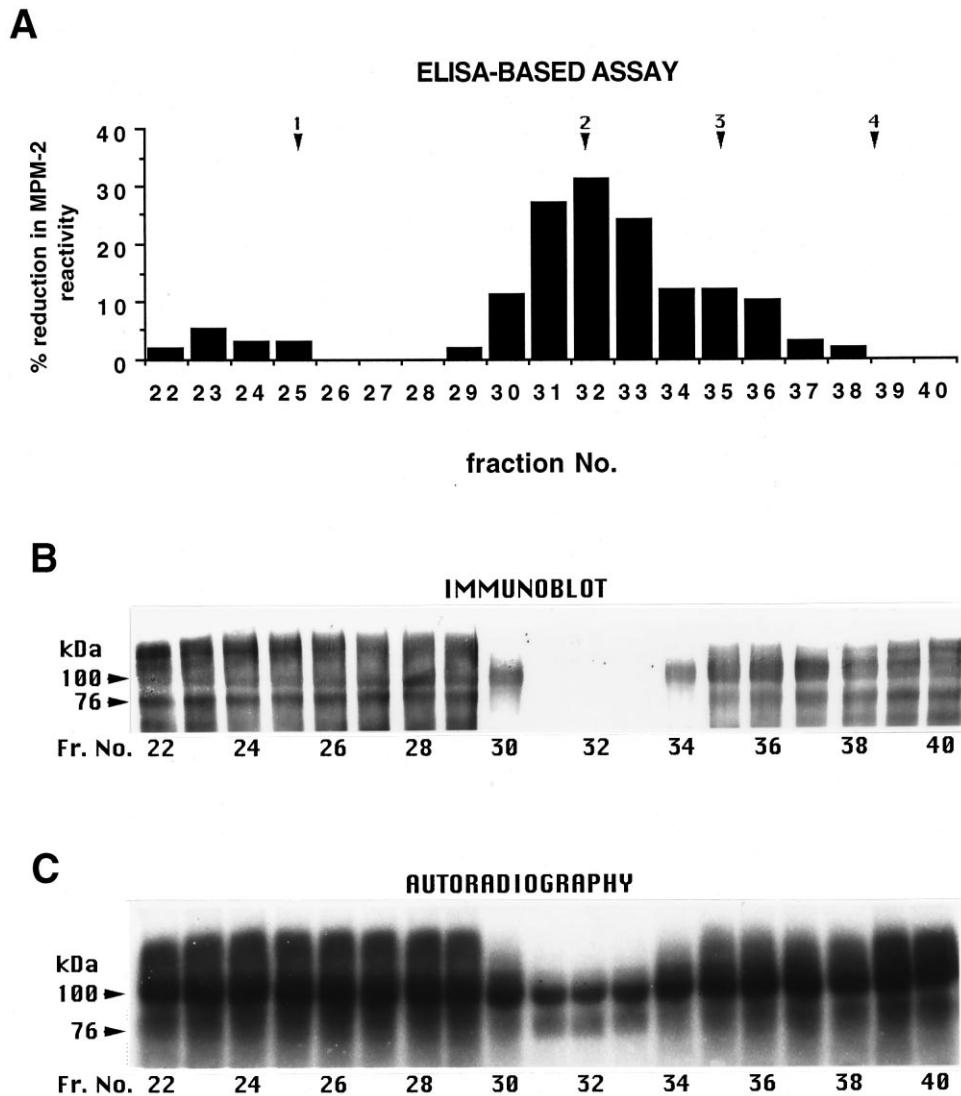 A
ELISA-BASED ASSAY
1 2 3 4
% reduction in MPM-2
reactivity
40
30
20
10
0
22 23 24 25 26 27 28 29 30 31 32 33 34 35 36 37 38 39 40
fraction No.
B
IMMUNOBLOT
kDa
100
76
Fr. No. 22 24 26 28 30 32 34 36 38 40
C
AUTORADIOGRAPHY
kDa
100
76
Fr. No. 22 24 26 28 30 32 34 36 38 40